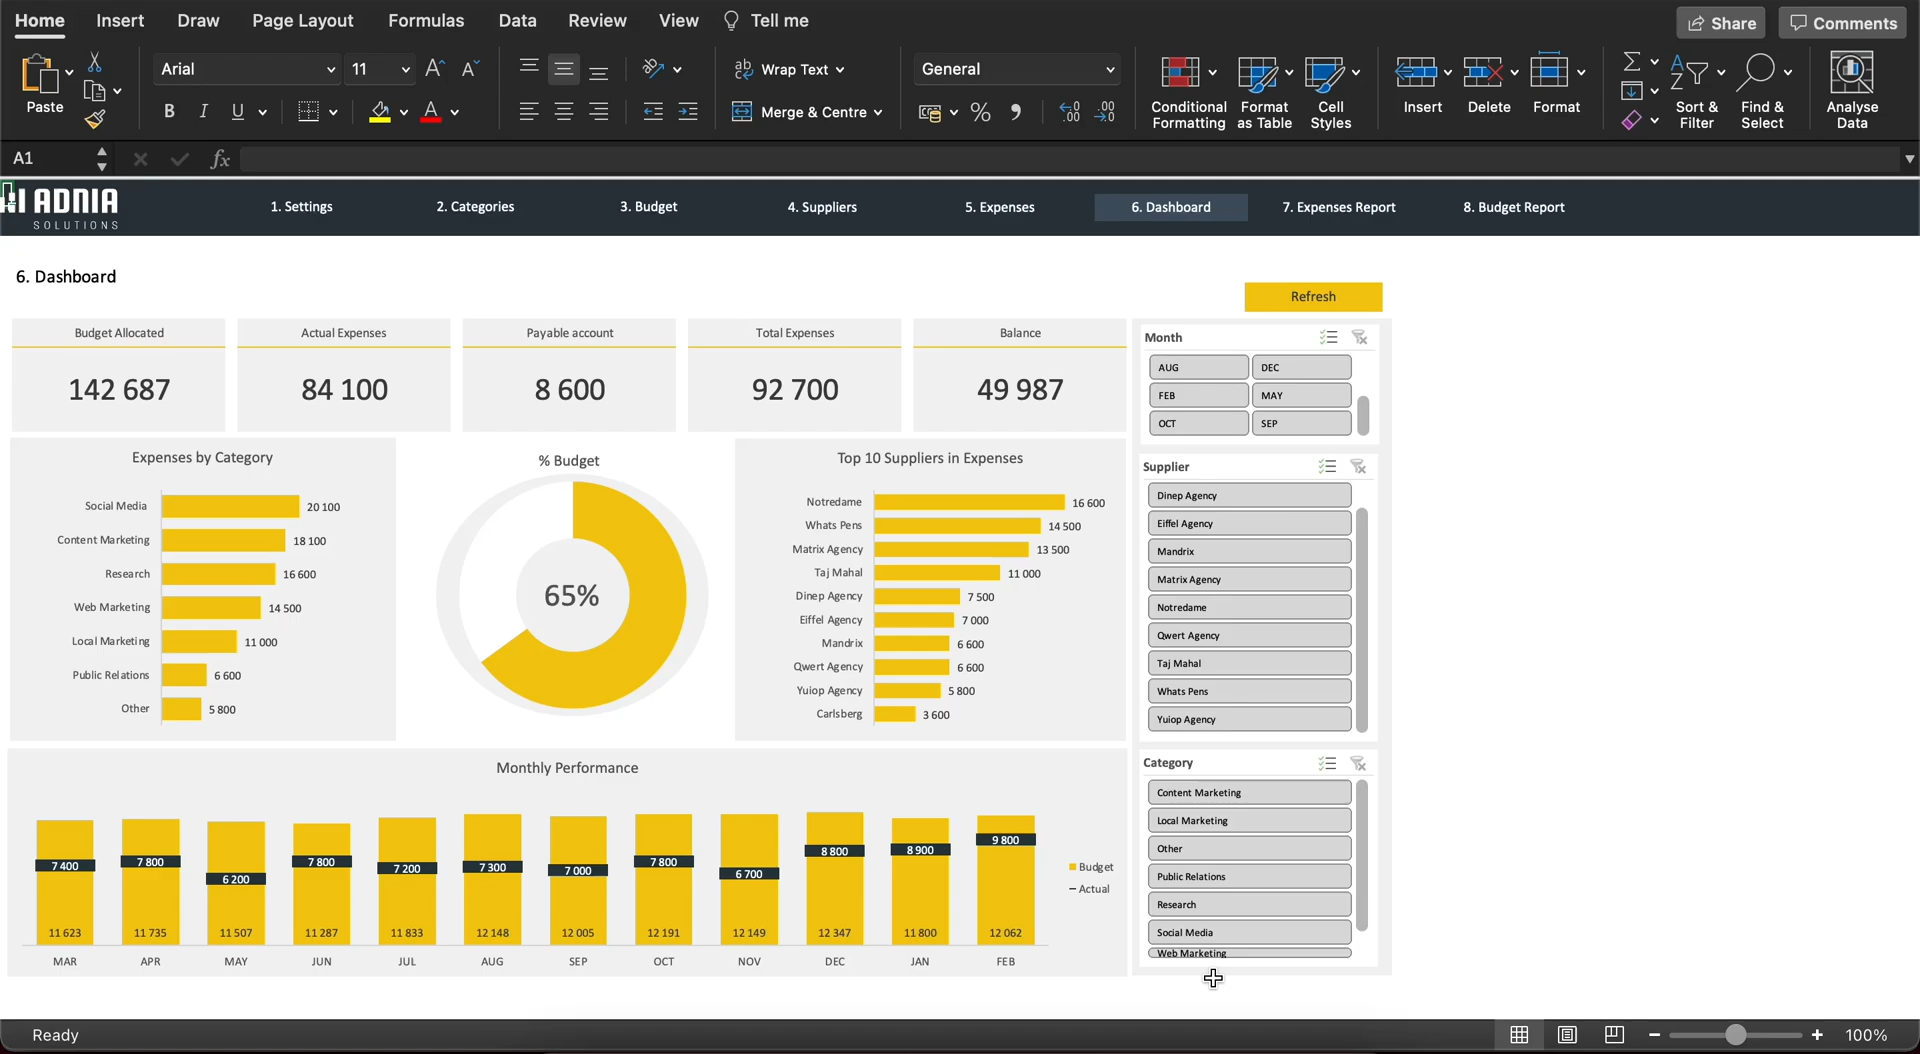 Home Insert Draw Page Layout Formulas Data Review View Tell me Share Comments
Paste Arial 11 Wrap Text General Conditional Formatting Format as Table Cell Styles Insert Delete Format Sort & Filter Find & Select Analyse Data
B I U A Merge & Centre %
A1 fx
ADNIA
SOLUTIONS
1. Settings 2. Categories 3. Budget 4. Suppliers 5. Expenses 6. Dashboard 7. Expenses Report 8. Budget Report
6. Dashboard
Refresh
Budget Allocated Actual Expenses Payable account Total Expenses Balance
142 687 84 100 8 600 92 700 49 987
Expenses by Category
Social Media 20 100
Content Marketing 18 100
Research 16 600
Web Marketing 14 500
Local Marketing 11 000
Public Relations 6 600
Other 5 800
% Budget
65%
Top 10 Suppliers in Expenses
Notredame 16 600
Whats Pens 14 500
Matrix Agency 13 500
Taj Mahal 11 000
Dinep Agency 7 500
Eiffel Agency 7 000
Mandrix 6 600
Qwert Agency 6 600
Yuiop Agency 5 800
Carlsberg 3 600
Month
AUG DEC
FEB MAY
OCT SEP
Supplier
Dinep Agency
Eiffel Agency
Mandrix
Matrix Agency
Notredame
Qwert Agency
Taj Mahal
Whats Pens
Yuiop Agency
Category
Content Marketing
Local Marketing
Other
Public Relations
Research
Social Media
Web Marketing
Monthly Performance
7 400 7 800 6 200 7 800 7 200 7 300 7 000 7 800 6 700 8 800 8 900 9 800
11 623 11 735 11 507 11 287 11 833 12 148 12 005 12 191 12 149 12 347 11 800 12 062
MAR APR MAY JUN JUL AUG SEP OCT NOV DEC JAN FEB
Budget
Actual
Ready 100%